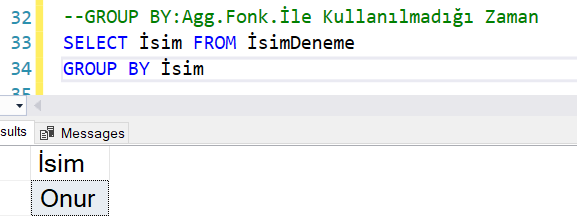 32 --GROUP BY:Agg.Fonk.İle Kullanılmadığı Zaman
33 SELECT İsim FROM İsimDeneme
34 GROUP BY İsim
35
sults Messages
İsim
Onur